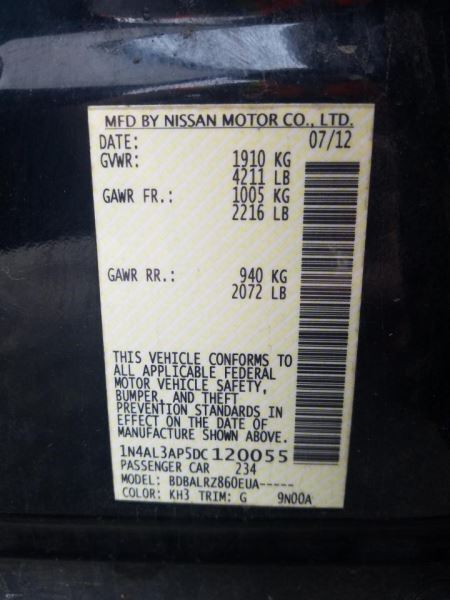 MFD BY NISSAN MOTOR CO., LTD.
DATE: 07/12
GVWR: 1910 KG
4211 LB
GAWR FR.: 1005 KG
2216 LB
GAWR RR.: 940 KG
2072 LB
THIS VEHICLE CONFORMS TO
ALL APPLICABLE FEDERAL
MOTOR VEHICLE SAFETY,
BUMPER, AND THEFT
PREVENTION STANDARDS IN
EFFECT ON THE DATE OF
MANUFACTURE SHOWN ABOVE.
1N4AL3AP5DC120055
PASSENGER CAR 234
MODEL: BDBALRZ860EUA-----
COLOR: KH3 TRIM: G 9N00A